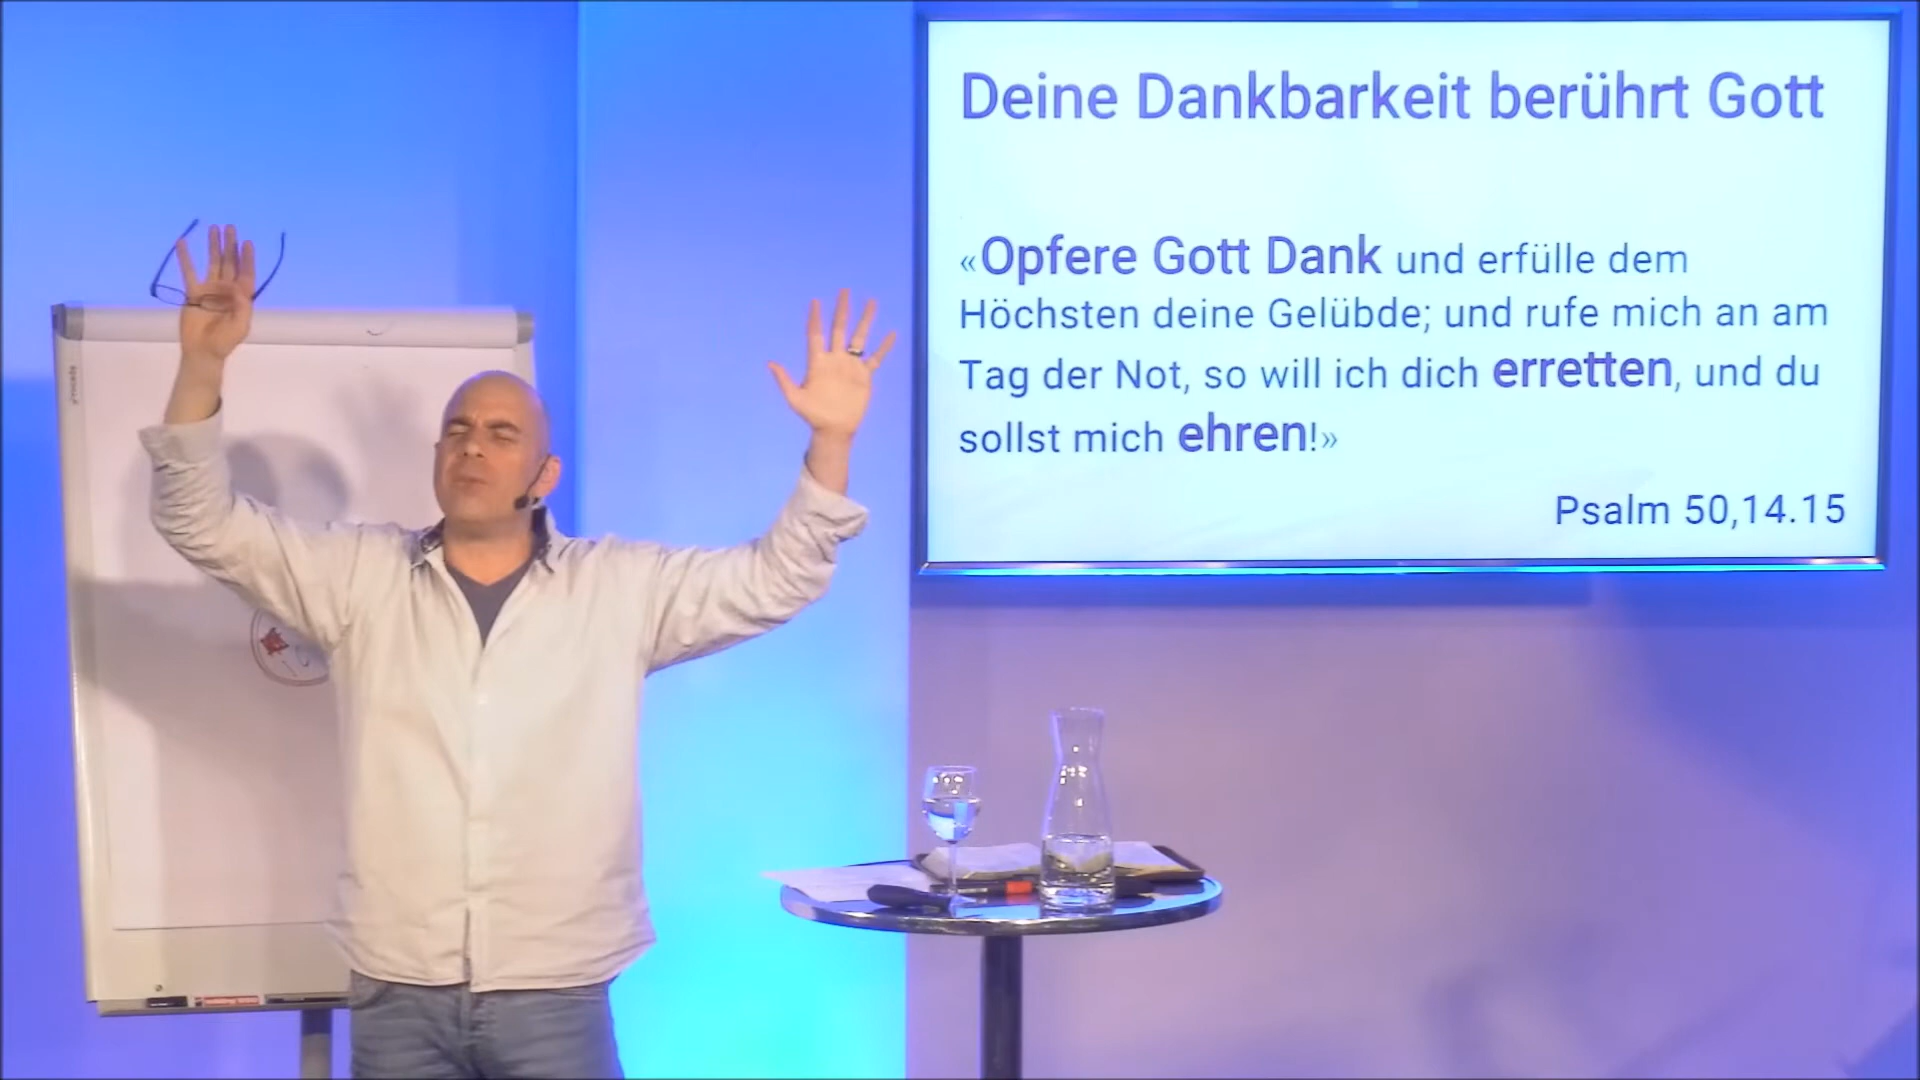 Deine Dankbarkeit berührt Gott
«Opfere Gott Dank und erfülle dem
Höchsten deine Gelübde; und rufe mich an am
Tag der Not, so will ich dich erretten, und du
sollst mich ehren!»
Psalm 50,14.15